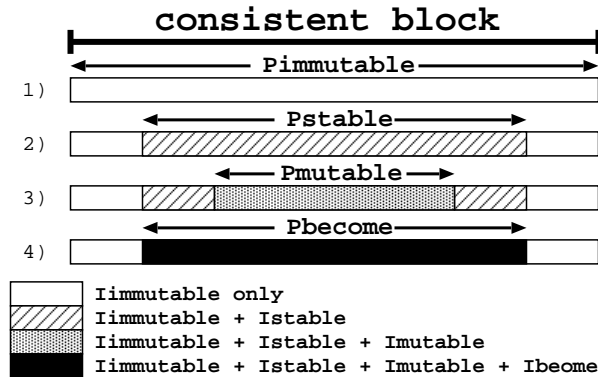 consistent block
Pimmutable
1)
Pstable
2)
Pmutable
3)
Pbecome
4)
Iimmutable only
Iimmutable + Istable
Iimmutable + Istable + Imutable
Iimmutable + Istable + Imutable + Ibeome